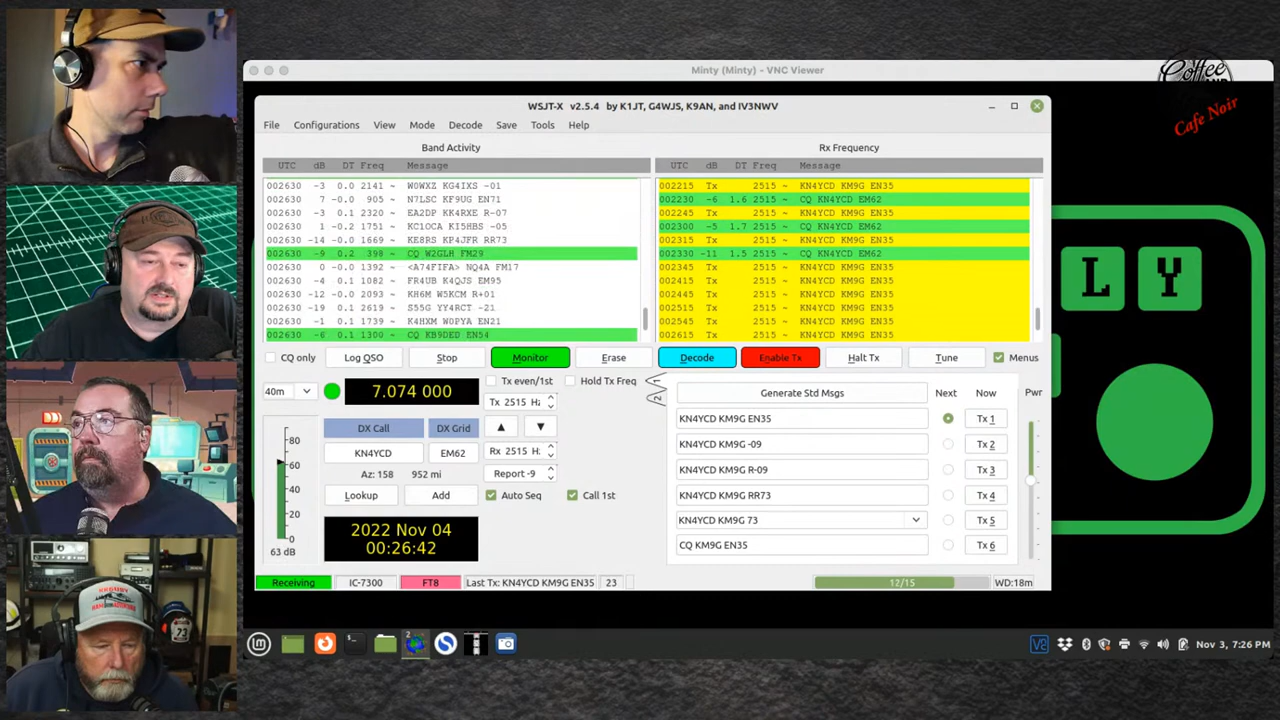 Minty (Minty) - VNC Viewer
Coffee
Cafe Noir
WSJT-X v2.5.4 by K1JT, G4WJS, K9AN, and IV3NWV
File Configurations View Mode Decode Save Tools Help
Band Activity
UTC dB DT Freq Message
002630 -3 0.0 2141 ~ W0WXZ KG4IXS -01
002630 7 -0.0 905 ~ N7LSC KF9UG EN71
002630 -3 0.1 2320 ~ EA2DP KK4RXE R-07
002630 1 -0.2 1751 ~ KC1OCA KI5HBS -05
002630 -14 -0.0 1669 ~ KE8RS KP4JFR RR73
002630 -9 0.2 398 ~ CQ W2GLH FM29
002630 0 -0.1 1392 ~ <A74FIFA> NQ4A FM17
002630 -4 0.1 1082 ~ FR4UB K4QJS EM95
002630 -12 -0.0 2093 ~ KH6M W5KCM R+01
002630 -19 0.1 2619 ~ S55G YY4RCT -21
002630 -1 0.1 1739 ~ K4HXM W0PYA EN21
002630 -6 0.1 1300 ~ CQ KB9DED EN54
Rx Frequency
UTC dB DT Freq Message
002215 Tx 2515 ~ KN4YCD KM9G EN35
002230 -6 1.6 2515 ~ CQ KN4YCD EM62
002245 Tx 2515 ~ KN4YCD KM9G EN35
002300 -5 1.7 2515 ~ CQ KN4YCD EM62
002315 Tx 2515 ~ KN4YCD KM9G EN35
002330 -11 1.5 2515 ~ CQ KN4YCD EM62
002345 Tx 2515 ~ KN4YCD KM9G EN35
002415 Tx 2515 ~ KN4YCD KM9G EN35
002445 Tx 2515 ~ KN4YCD KM9G EN35
002515 Tx 2515 ~ KN4YCD KM9G EN35
002545 Tx 2515 ~ KN4YCD KM9G EN35
002615 Tx 2515 ~ KN4YCD KM9G EN35
CQ only Log QSO Stop Monitor Erase Decode Enable Tx Halt Tx Tune Menus
40m
7.074 000
Tx even/1st Hold Tx Freq
Tx 2515 Hz
DX Call DX Grid
KN4YCD EM62
Rx 2515 H
Az: 158 952 mi
Report -9
Lookup Add
Auto Seq Call 1st
2022 Nov 04
00:26:42
80
60
40
20
0
63 dB
1
2
Generate Std Msgs Next Now Pwr
KN4YCD KM9G EN35 Tx 1
KN4YCD KM9G -09 Tx 2
KN4YCD KM9G R-09 Tx 3
KN4YCD KM9G RR73 Tx 4
KN4YCD KM9G 73 Tx 5
CQ KM9G EN35 Tx 6
Receiving IC-7300 FT8 Last Tx: KN4YCD KM9G EN35 23 12/15 WD:18m
L Y
2
Nov 3, 7:26 PM
73